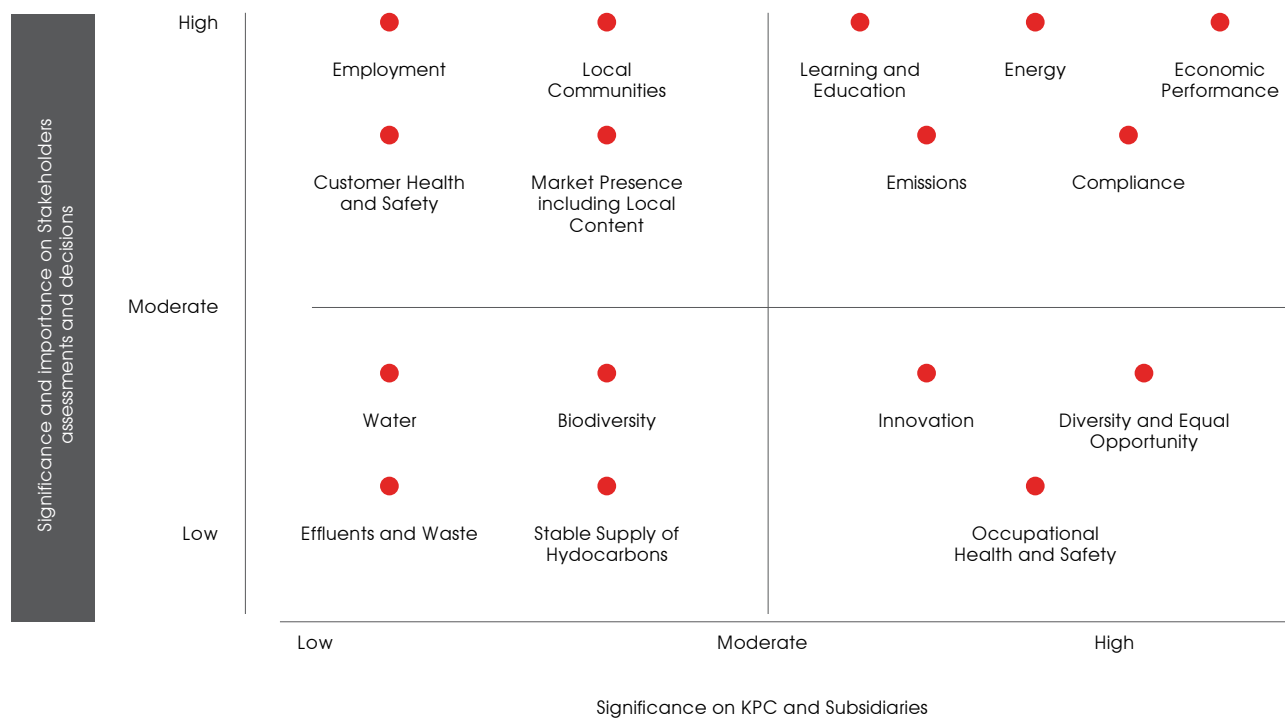 Significance and importance on Stakeholders
assessments and decisions
High
Employment
Local
Communities
Learning and
Education
Energy
Economic
Performance
Customer Health
and Safety
Market Presence
including Local
Content
Emissions
Compliance
Moderate
Water
Biodiversity
Innovation
Diversity and Equal
Opportunity
Low
Effluents and Waste
Stable Supply of
Hydocarbons
Occupational
Health and Safety
Low
Moderate
High
Significance on KPC and Subsidiaries